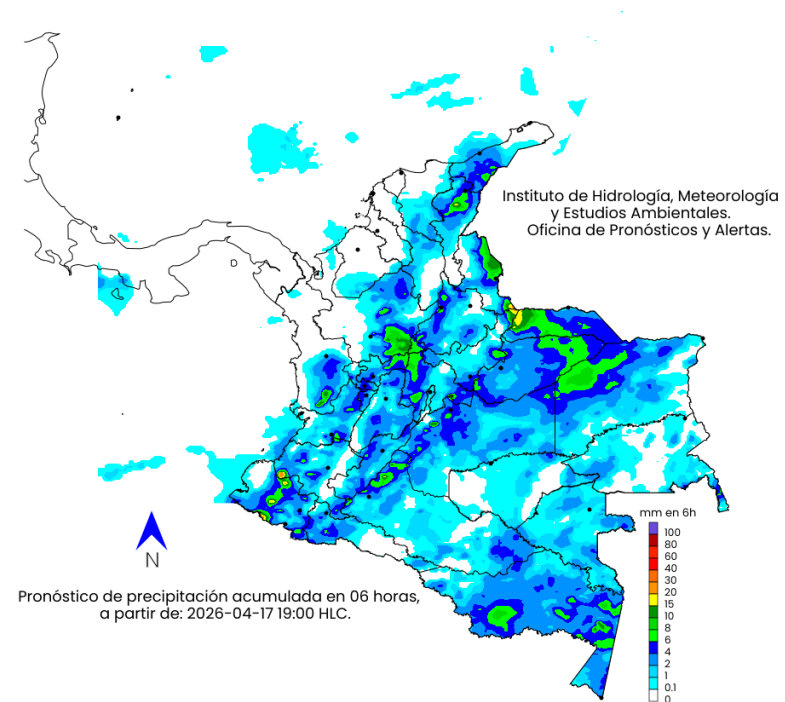 Instituto de Hidrología, Meteorología
y Estudios Ambientales.
Oficina de Pronósticos y Alertas.
mm en 6h
100
80
60
40
30
20
15
10
8
6
4
2
1
0.1
0
N
Pronóstico de precipitación acumulada en 06 horas,
a partir de: 2026-04-17 19:00 HLC.